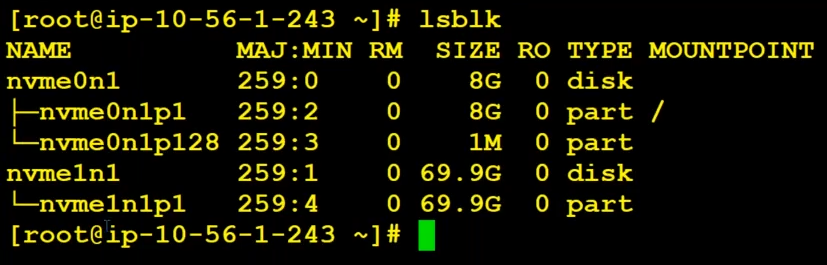 [root@ip-10-56-1-243 ~]# lsblk
NAME          MAJ:MIN RM  SIZE RO TYPE MOUNTPOINT
nvme0n1       259:0    0    8G  0 disk
├─nvme0n1p1   259:2    0    8G  0 part /
└─nvme0n1p128 259:3    0    1M  0 part
nvme1n1       259:1    0 69.9G  0 disk
└─nvme1n1p1   259:4    0 69.9G  0 part
[root@ip-10-56-1-243 ~]#